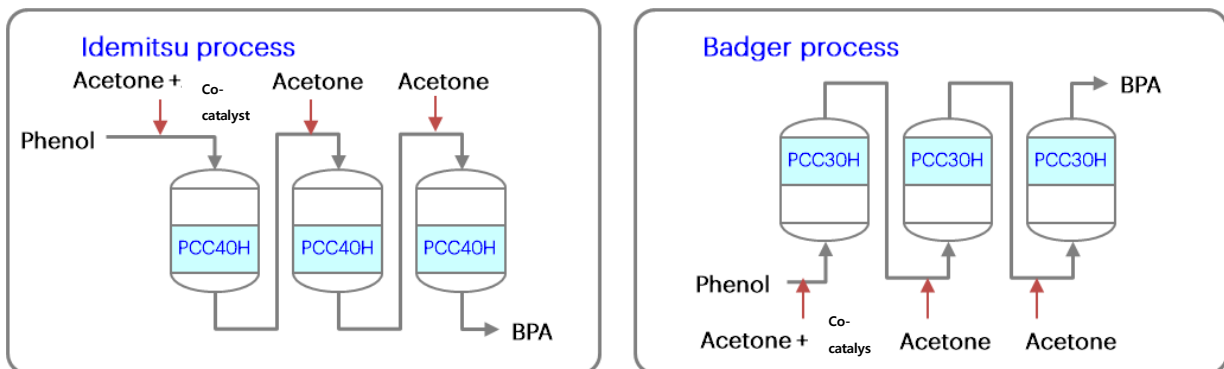 Idemitsu process
Acetone + Co-
catalyst
Acetone
Acetone
Phenol
PCC40H
PCC40H
PCC40H
BPA
Badger process
BPA
PCC30H
PCC30H
PCC30H
Phenol
Acetone + Co-
catalys
Acetone
Acetone